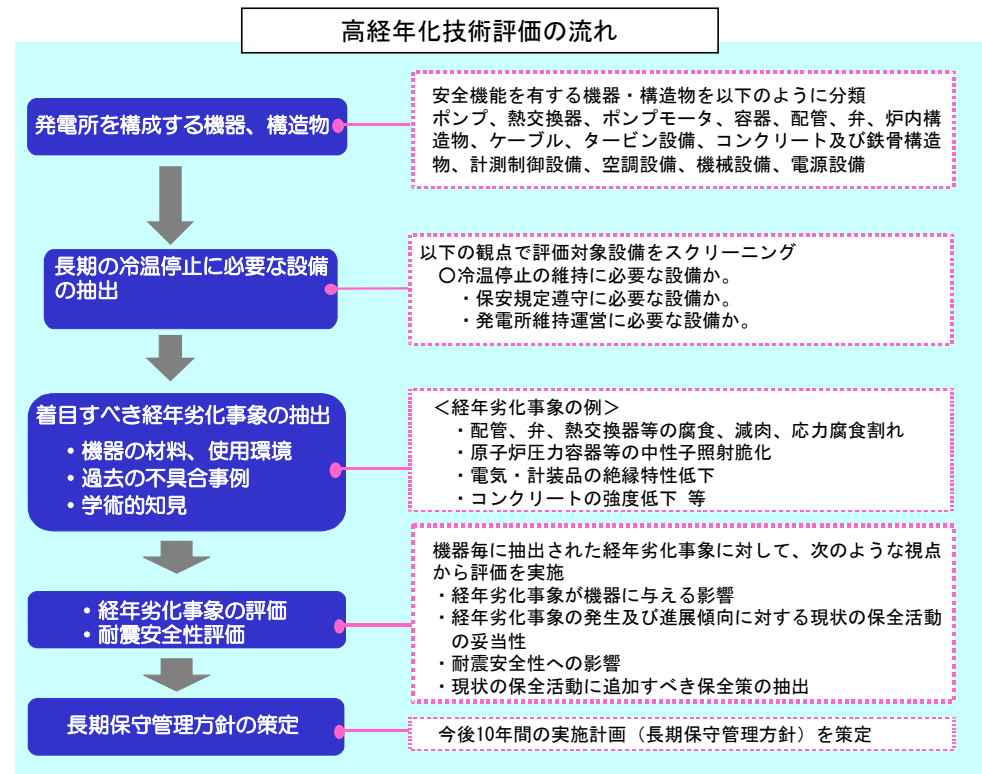 高経年化技術評価の流れ
発電所を構成する機器、構造物
安全機能を有する機器・構造物を以下のように分類
ポンプ、熱交換器、ポンプモータ、容器、配管、弁、炉内構
造物、ケーブル、タービン設備、コンクリート及び鉄骨構造
物、計測制御設備、空調設備、機械設備、電源設備
長期の冷温停止に必要な設備
の抽出
以下の観点で評価対象設備をスクリーニング
〇冷温停止の維持に必要な設備か。
・保安規定遵守に必要な設備か。
・発電所維持運営に必要な設備か。
着目すべき経年劣化事象の抽出
・機器の材料、使用環境
・過去の不具合事例
・学術的知見
＜経年劣化事象の例＞
・配管、弁、熱交換器等の腐食、減肉、応力腐食割れ
・原子炉圧力容器等の中性子照射脆化
・電気・計装品の絶縁特性低下
・コンクリートの強度低下 等
・経年劣化事象の評価
・耐震安全性評価
機器毎に抽出された経年劣化事象に対して、次のような視点
から評価を実施
・経年劣化事象が機器に与える影響
・経年劣化事象の発生及び進展傾向に対する現状の保全活動
の妥当性
・耐震安全性への影響
・現状の保全活動に追加すべき保全策の抽出
長期保守管理方針の策定
今後10年間の実施計画（長期保守管理方針）を策定